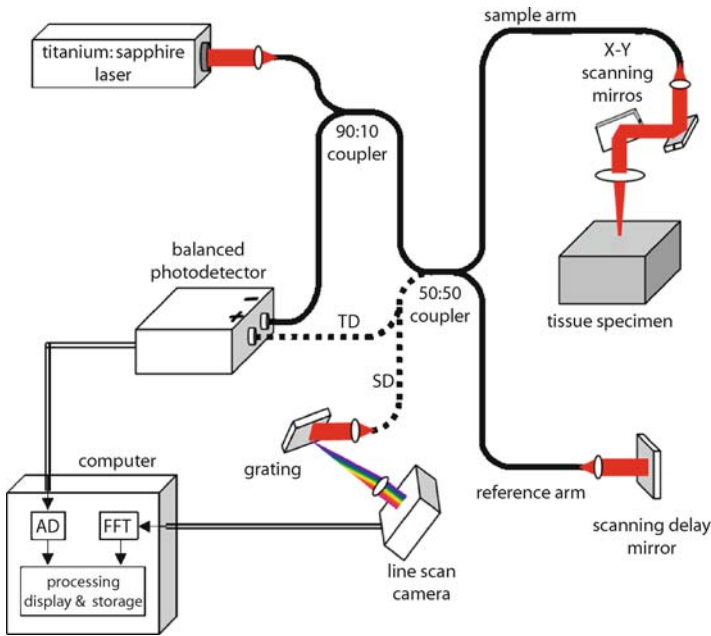 titanium: sapphire
laser
90:10
coupler
sample arm
X-Y
scanning
mirros
tissue specimen
balanced
photodetector
-
+
TD
50:50
coupler
SD
grating
reference arm
scanning delay
mirror
line scan
camera
computer
AD
FFT
processing
display & storage